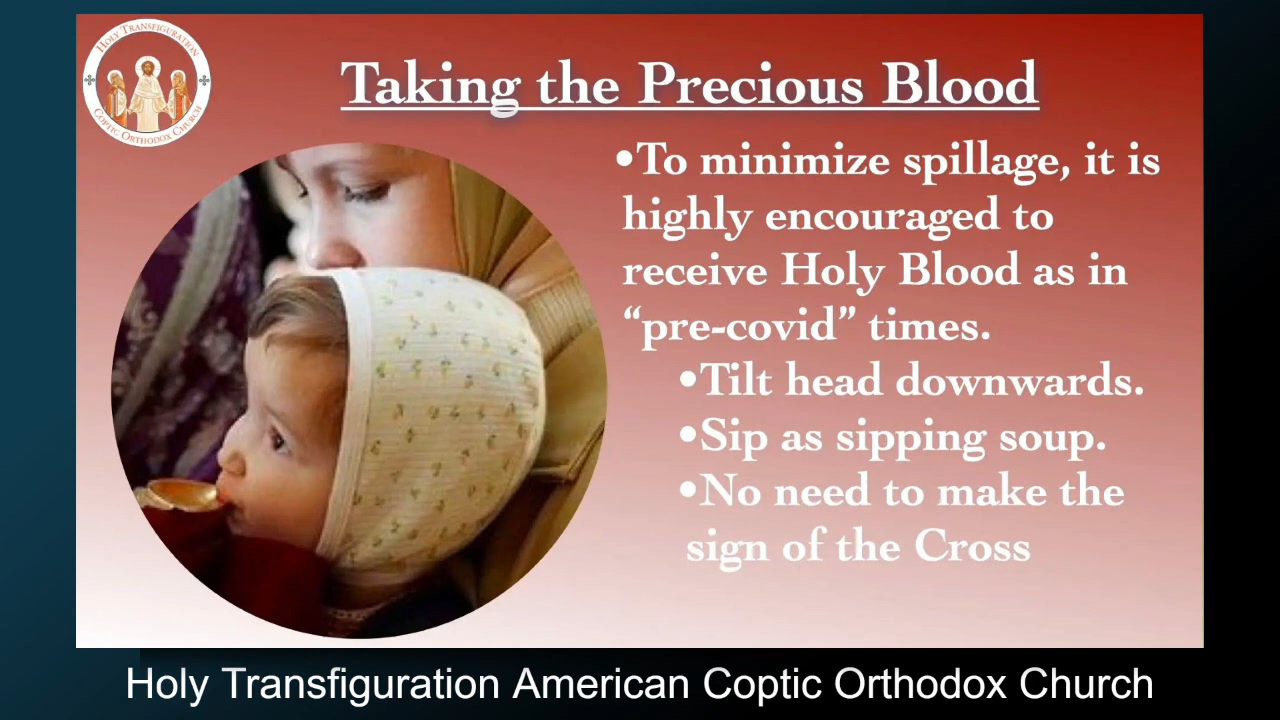 HOLY TRANSFIGURATION
COPTIC ORTHODOX CHURCH
Taking the Precious Blood
•To minimize spillage, it is
highly encouraged to
receive Holy Blood as in
“pre-covid” times.
•Tilt head downwards.
•Sip as sipping soup.
•No need to make the
sign of the Cross
Holy Transfiguration American Coptic Orthodox Church